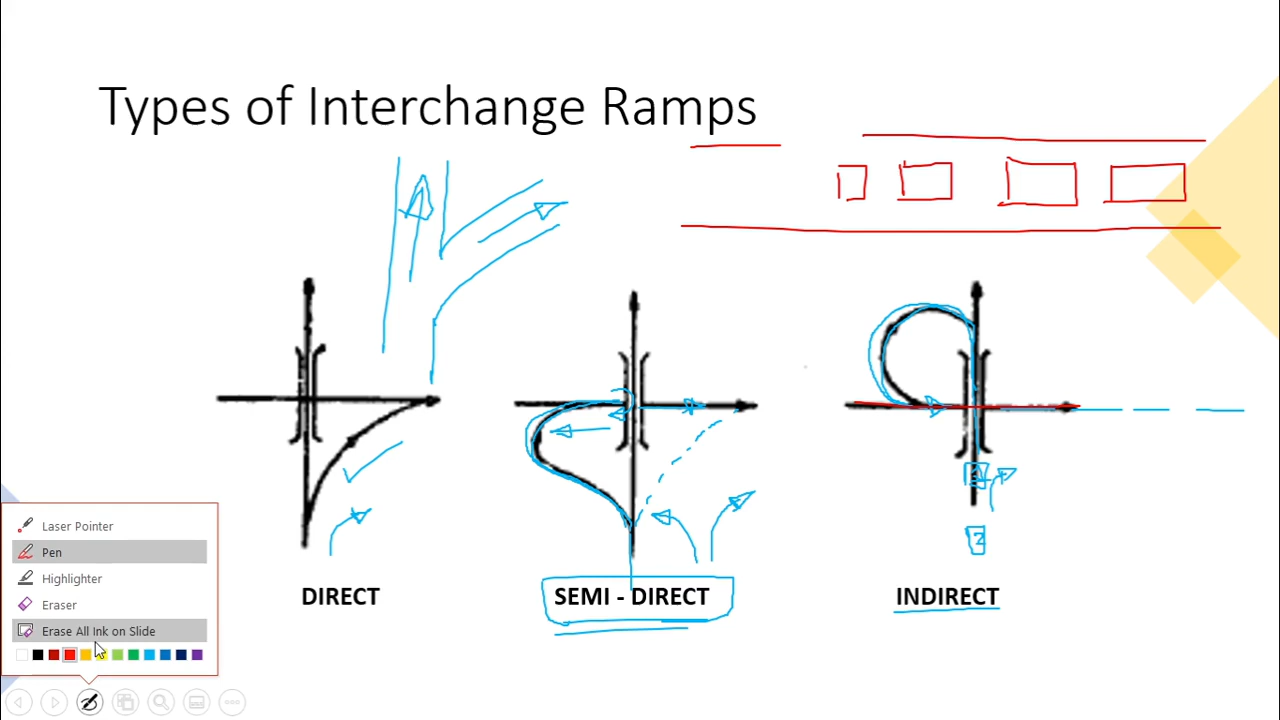 Types of Interchange Ramps
DIRECT
SEMI - DIRECT
INDIRECT
Laser Pointer
Pen
Highlighter
Eraser
Erase All Ink on Slide